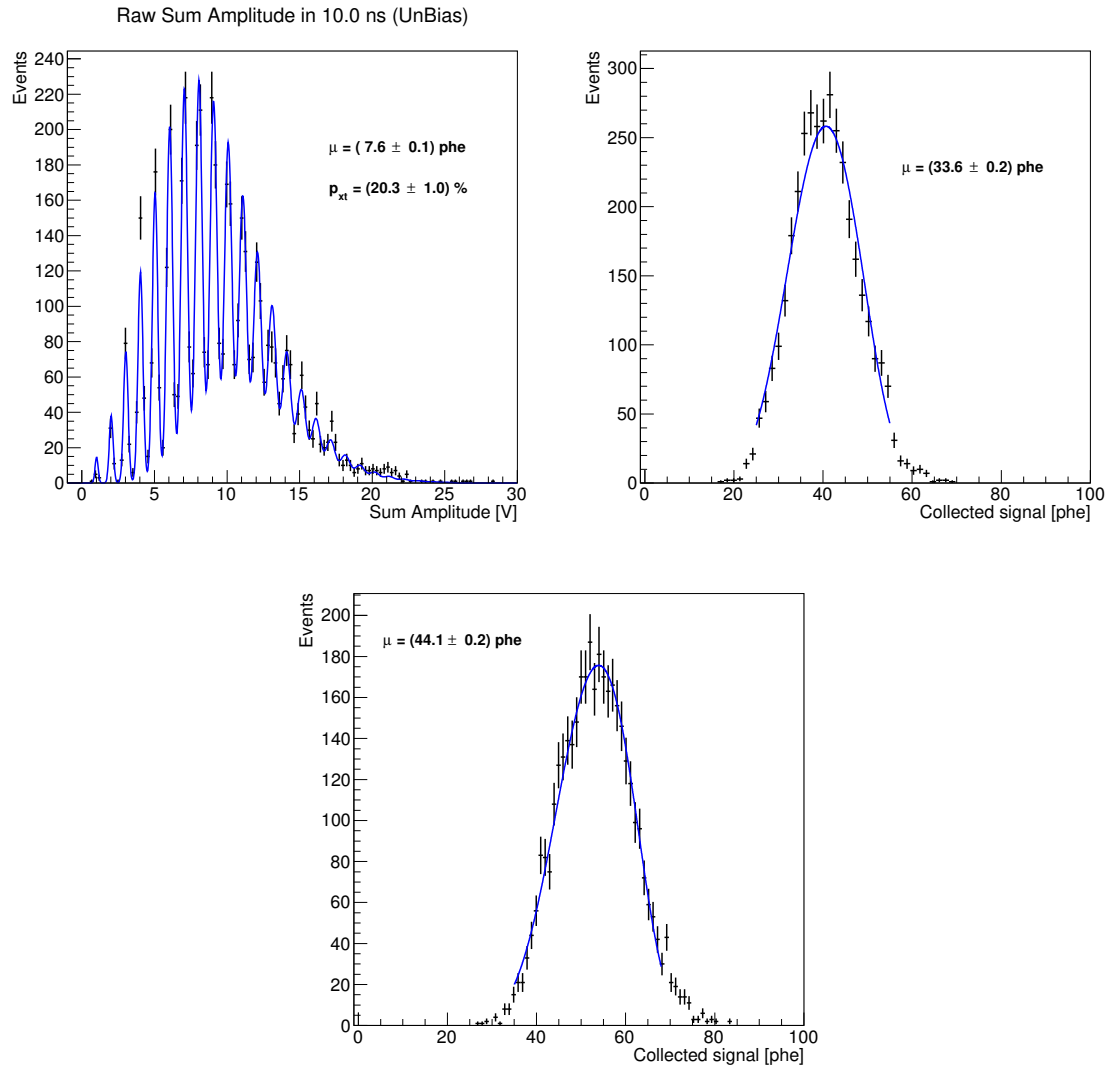 Raw Sum Amplitude in 10.0 ns (UnBias)
Events
240
220
200
180
160
140
120
100
80
60
40
20
0
μ = ( 7.6 ± 0.1) phe
p_xt = (20.3 ± 1.0) %
0 5 10 15 20 25 30
Sum Amplitude [V]
Events
300
250
200
150
100
50
0
μ = (33.6 ± 0.2) phe
0 20 40 60 80 100
Collected signal [phe]
Events
200
180
160
140
120
100
80
60
40
20
0
μ = (44.1 ± 0.2) phe
0 20 40 60 80 100
Collected signal [phe]